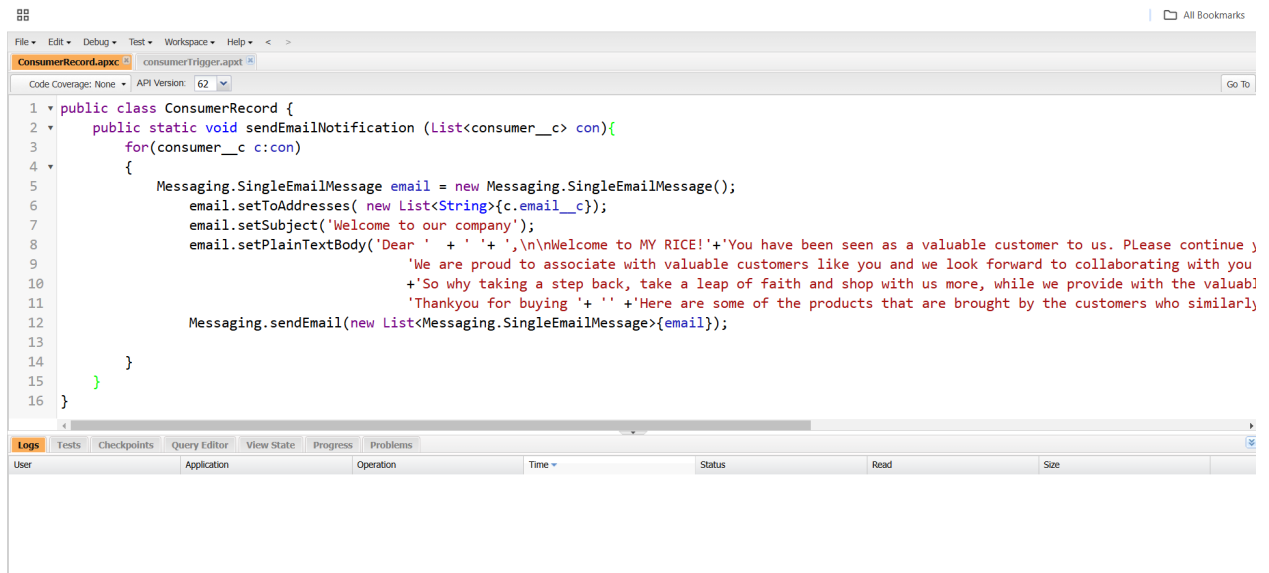 All Bookmarks
File Edit Debug Test Workspace Help < >
ConsumerRecord.apxc consumerTrigger.apxt
Code Coverage: None API Version: 62 Go To
1 public class ConsumerRecord {
2 public static void sendEmailNotification (List<consumer__c> con){
3 for(consumer__c c:con)
4 {
5 Messaging.SingleEmailMessage email = new Messaging.SingleEmailMessage();
6 email.setToAddresses( new List<String>{c.email__c});
7 email.setSubject('Welcome to our company');
8 email.setPlainTextBody('Dear ' + ' '+ ',\n\nWelcome to MY RICE!'+'You have been seen as a valuable customer to us. PLease continue
9 'We are proud to associate with valuable customers like you and we look forward to collaborating with you
10 +'So why taking a step back, take a leap of faith and shop with us more, while we provide with the
11 'Thankyou for buying '+ '' +'Here are some of the products that are brought by the customers who similarly
12 Messaging.sendEmail(new List<Messaging.SingleEmailMessage>{email});
13
14 }
15 }
16 }
Logs Tests Checkpoints Query Editor View State Progress Problems
User Application Operation Time Status Read Size